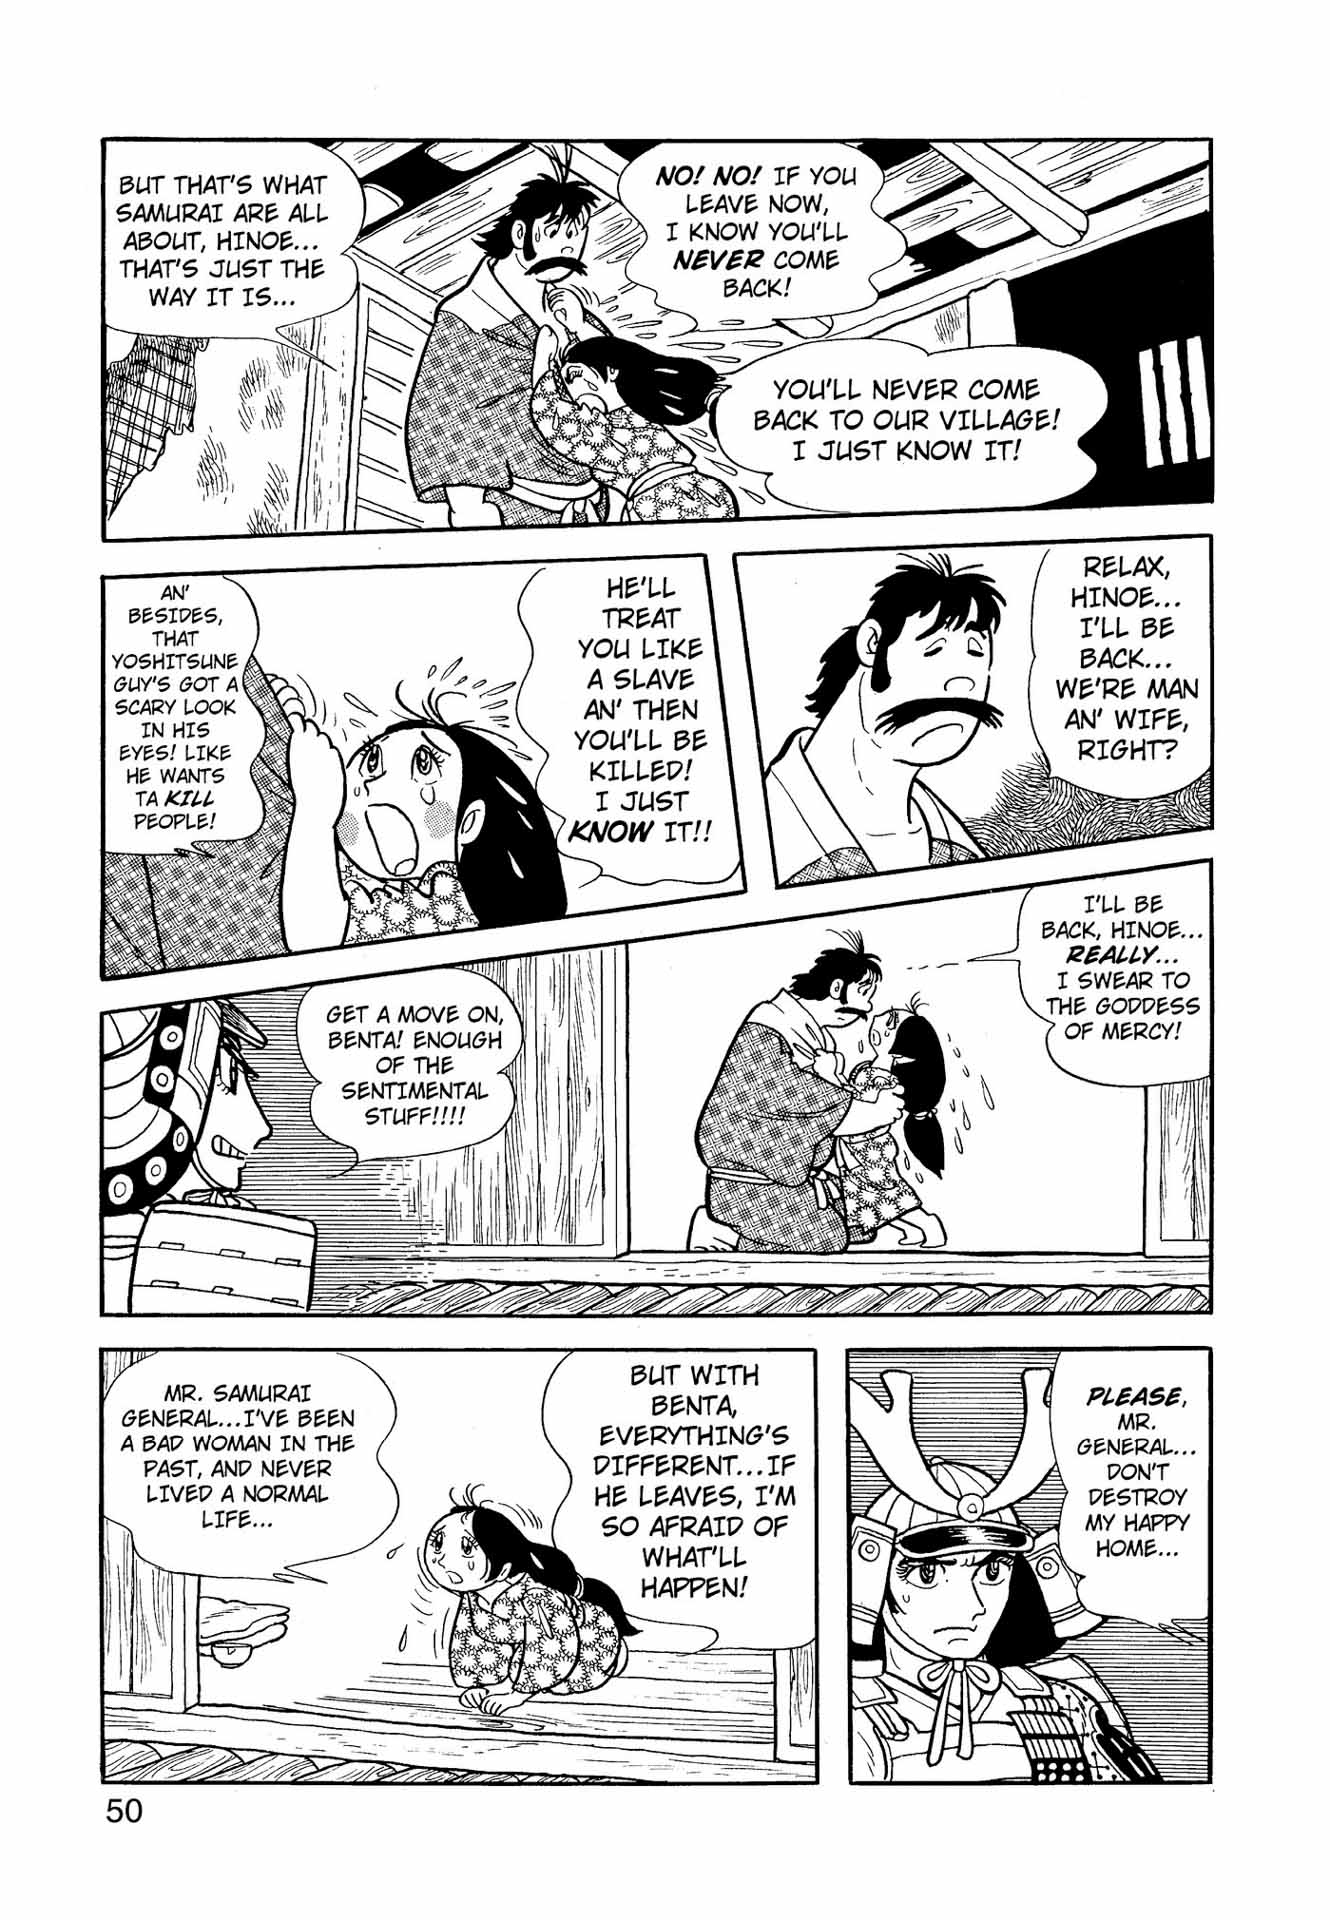 BUT THAT'S WHAT
SAMURAI ARE ALL
ABOUT, HINOE...
THAT'S JUST THE
WAY IT IS...
NO! NO! IF YOU
LEAVE NOW,
I KNOW YOU'LL
NEVER COME
BACK!
YOU'LL NEVER COME
BACK TO OUR VILLAGE!
I JUST KNOW IT!
AN'
BESIDES,
THAT
YOSHITSUNE
GUY'S GOT A
SCARY LOOK
IN HIS
EYES! LIKE
HE WANTS
TA KILL
PEOPLE!
HE'LL
TREAT
YOU LIKE
A SLAVE
AN' THEN
YOU'LL BE
KILLED!
I JUST
KNOW IT!!
RELAX,
HINOE...
I'LL BE
BACK...
WE'RE MAN
AN' WIFE,
RIGHT?
GET A MOVE ON,
BENTA! ENOUGH
OF THE
SENTIMENTAL
STUFF!!!!
I'LL BE
BACK, HINOE...
REALLY...
I SWEAR TO
THE GODDESS
OF MERCY!
MR. SAMURAI
GENERAL...I'VE BEEN
A BAD WOMAN IN THE
PAST, AND NEVER
LIVED A NORMAL
LIFE...
BUT WITH
BENTA,
EVERYTHING'S
DIFFERENT...IF
HE LEAVES, I'M
SO AFRAID OF
WHAT'LL
HAPPEN!
PLEASE,
MR.
GENERAL...
DON'T
DESTROY
MY HAPPY
HOME...
50